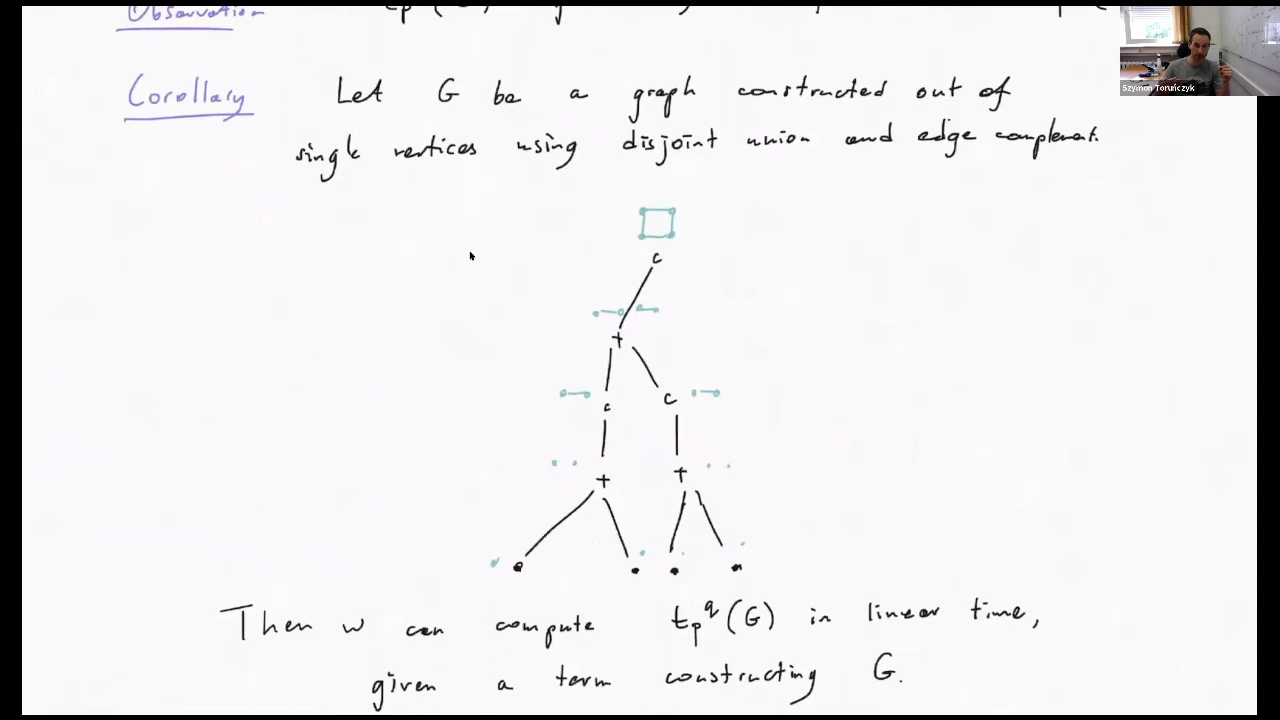 Observation
Szymon Toruńczyk
Corollary Let G be a graph constructed out of
single vertices using disjoint union and edge complement.
c
+
c c
+ +
Then w can compute tp^q(G) in linear time,
given a term constructing G.